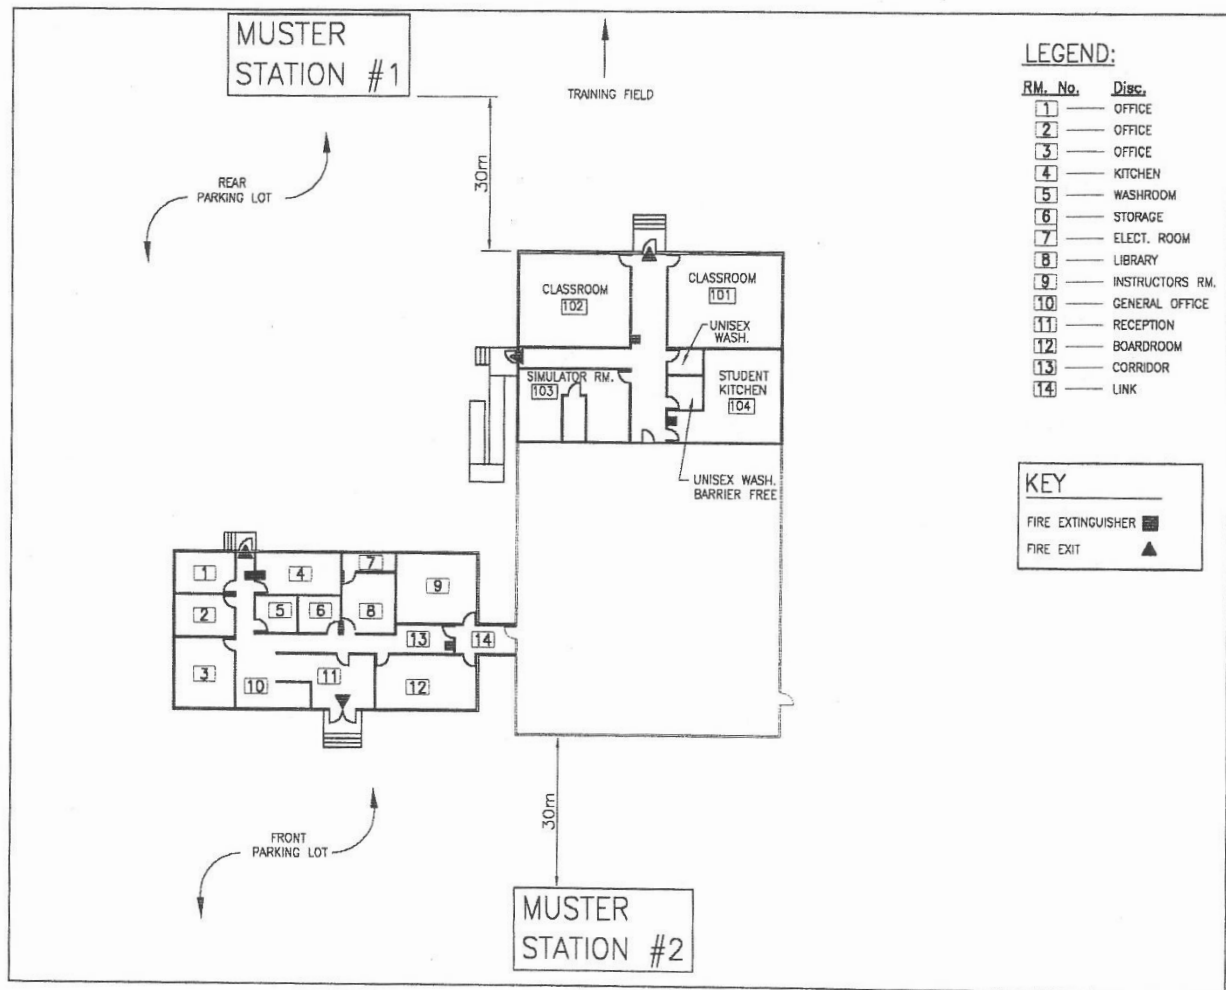 MUSTER
STATION #1
TRAINING FIELD
LEGEND:
RM. No. Disc.
1 OFFICE
2 OFFICE
3 OFFICE
4 KITCHEN
5 WASHROOM
6 STORAGE
7 ELECT. ROOM
8 LIBRARY
9 INSTRUCTORS RM.
10 GENERAL OFFICE
11 RECEPTION
12 BOARDROOM
13 CORRIDOR
14 LINK
REAR
PARKING LOT
30m
CLASSROOM
102
CLASSROOM
101
UNISEX
WASH.
SIMULATOR RM.
103
STUDENT
KITCHEN
104
UNISEX WASH.
BARRIER FREE
KEY
FIRE EXTINGUISHER
FIRE EXIT
1
2
3
4
5
6
7
8
9
10
11
12
13
14
30m
FRONT
PARKING LOT
MUSTER
STATION #2